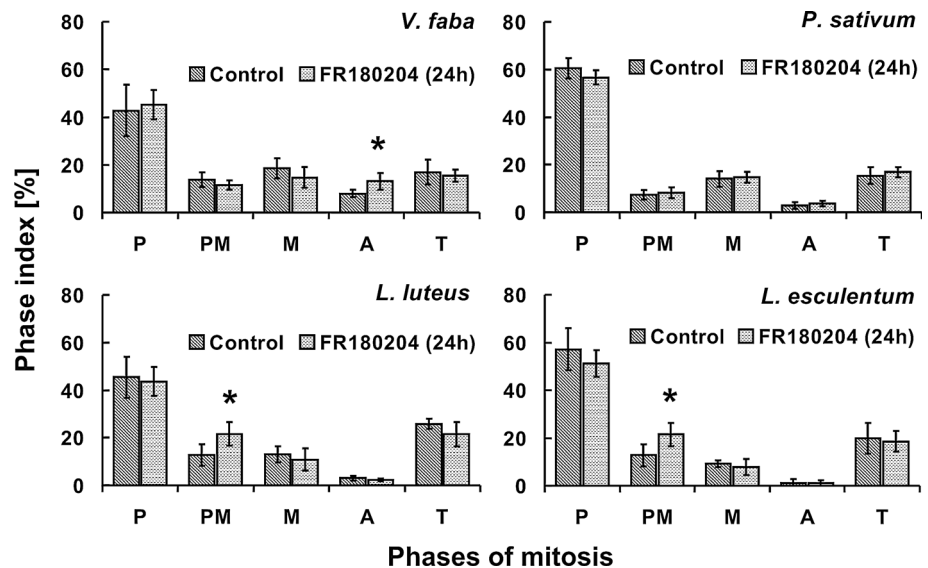 Phase index [%]
V. faba
Control FR180204 (24h)
80
60
40
20
0
*
P PM M A T
P. sativum
Control FR180204 (24h)
80
60
40
20
0
P PM M A T
L. luteus
Control FR180204 (24h)
80
60
40
20
0
*
P PM M A T
L. esculentum
Control FR180204 (24h)
80
60
40
20
0
*
P PM M A T
Phases of mitosis